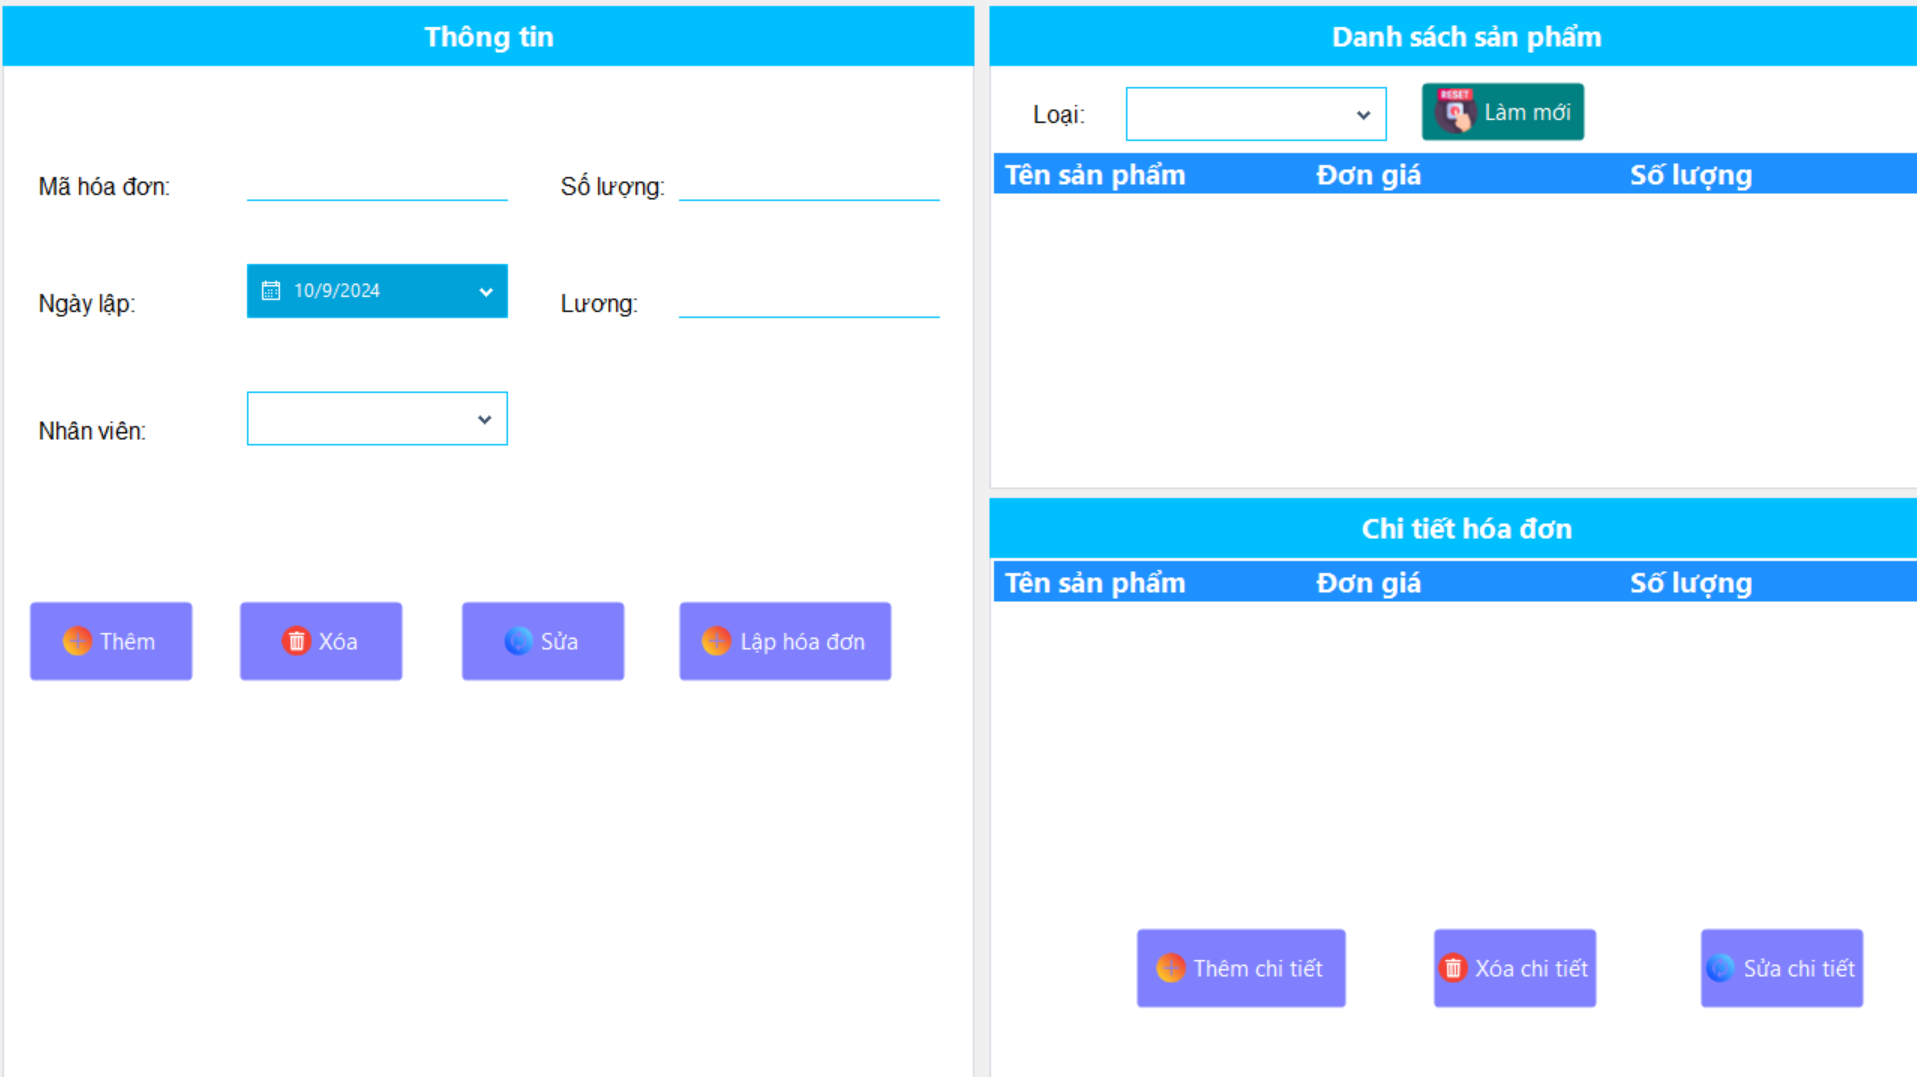 Thông tin
Mã hóa đơn:
Số lượng:
Ngày lập:
10/9/2024
Lương:
Nhân viên:
Thêm
Xóa
Sửa
Lập hóa đơn
Danh sách sản phẩm
Loại:
RESET
Làm mới
Tên sản phẩm Đơn giá Số lượng
Chi tiết hóa đơn
Tên sản phẩm Đơn giá Số lượng
Thêm chi tiết
Xóa chi tiết
Sửa chi tiết